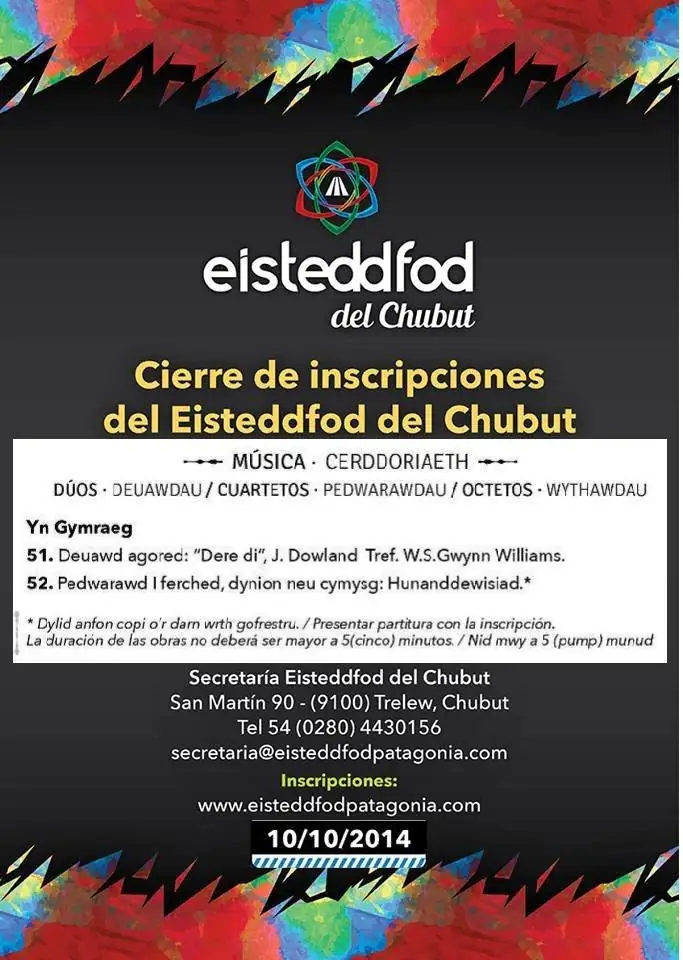 eisteddfod
del Chubut
Cierre de inscripciones
del Eisteddfod del Chubut
MÚSICA · CERDDORIAETH
DÚOS · DEUAWDAU / CUARTETOS · PEDWARAWDAU / OCTETOS · WYTHAWDAU
Yn Gymraeg
51. Deuawd agored: "Dere di", J. Dowland Tref. W.S.Gwynn Williams.
52. Pedwarawd I ferched, dynion neu cymysg: Hunanddewisiad.*
* Dylid anfon copi o'r darn wrth gofrestru. / Presentar partitura con la inscripción.
La duración de las obras no deberá ser mayor a 5(cinco) minutos. / Nid mwy a 5 (pump) munud
Secretaría Eisteddfod del Chubut
San Martín 90 - (9100) Trelew, Chubut
Tel 54 (0280) 4430156
secretaria@eisteddfodpatagonia.com
Inscripciones:
www.eisteddfodpatagonia.com
10/10/2014